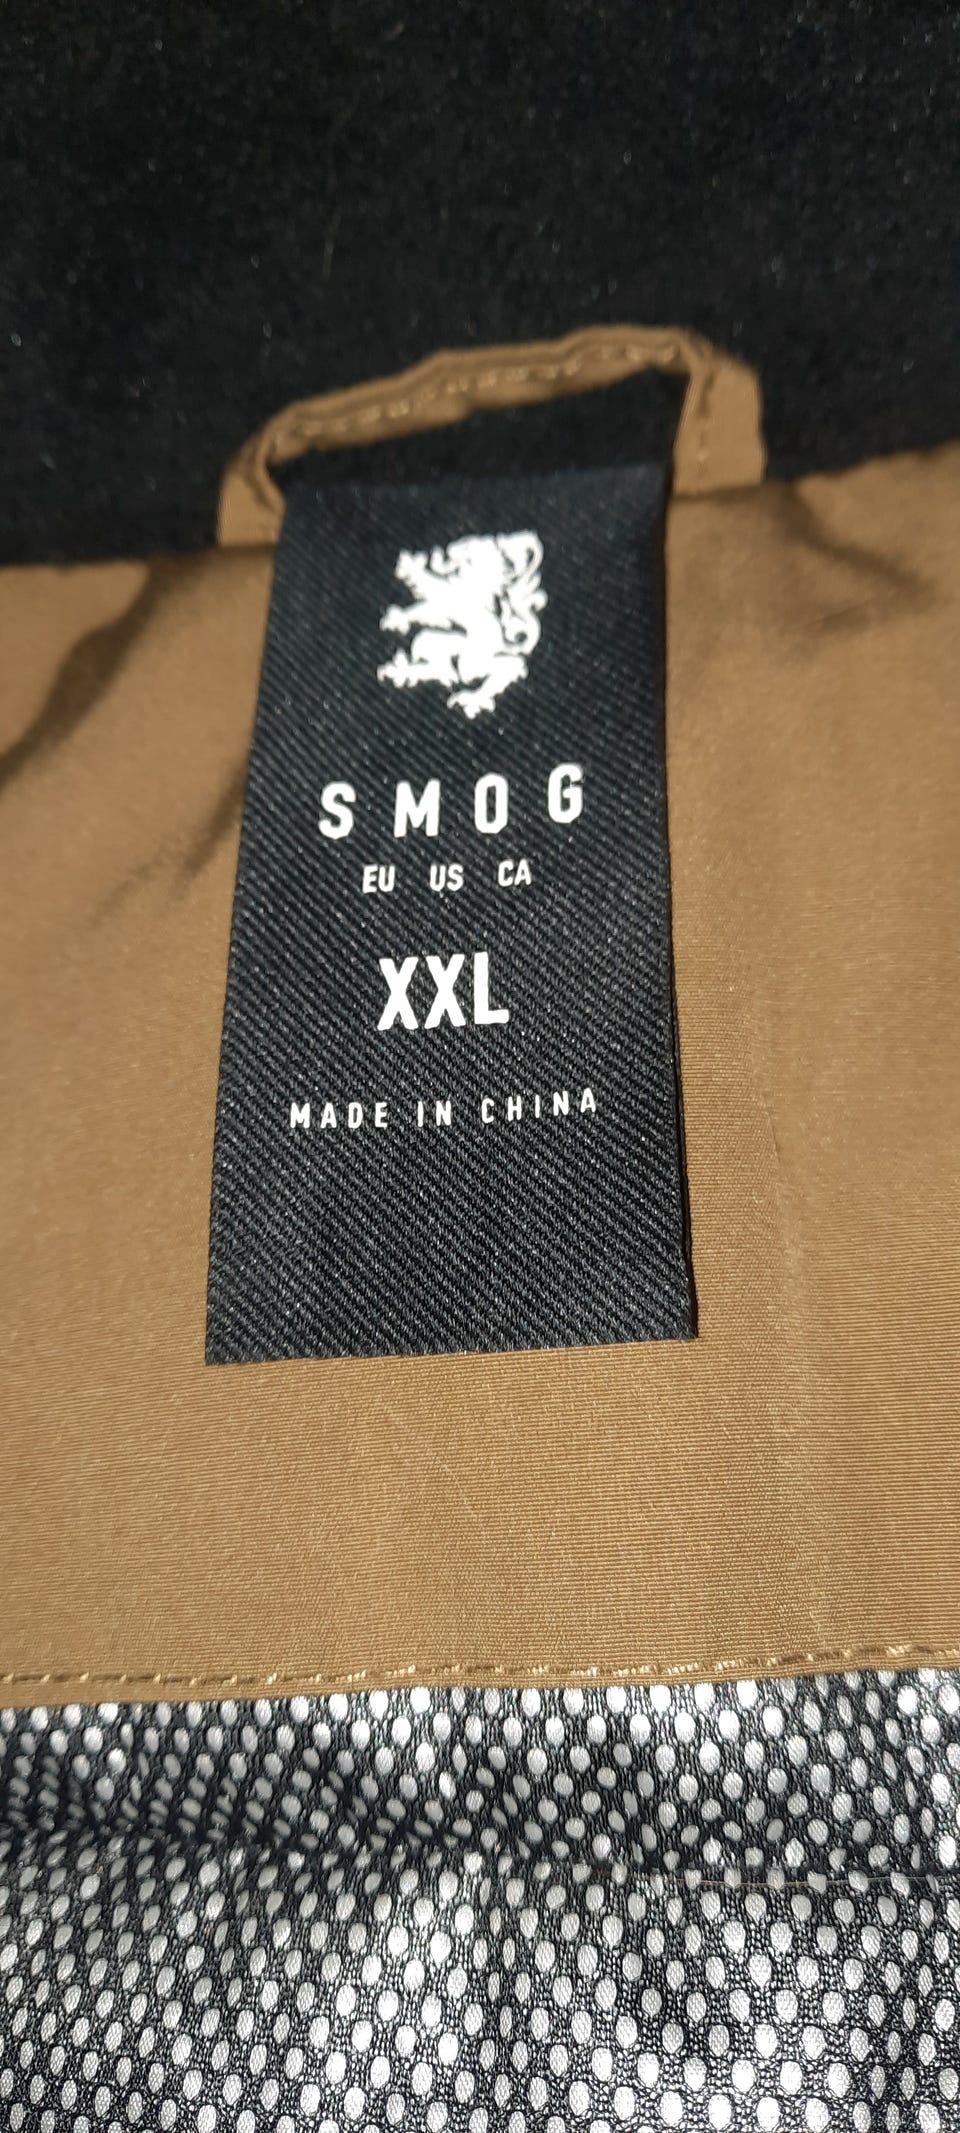 SMOG
EU US CA
XXL
MADE IN CHINA